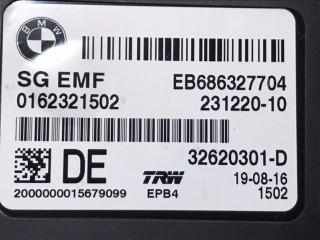 BMW
SG EMF EB686327704
0162321502 231220-10
DE 32620301-D
TRW 19-08-16
2000000015679099 EPB4 1502